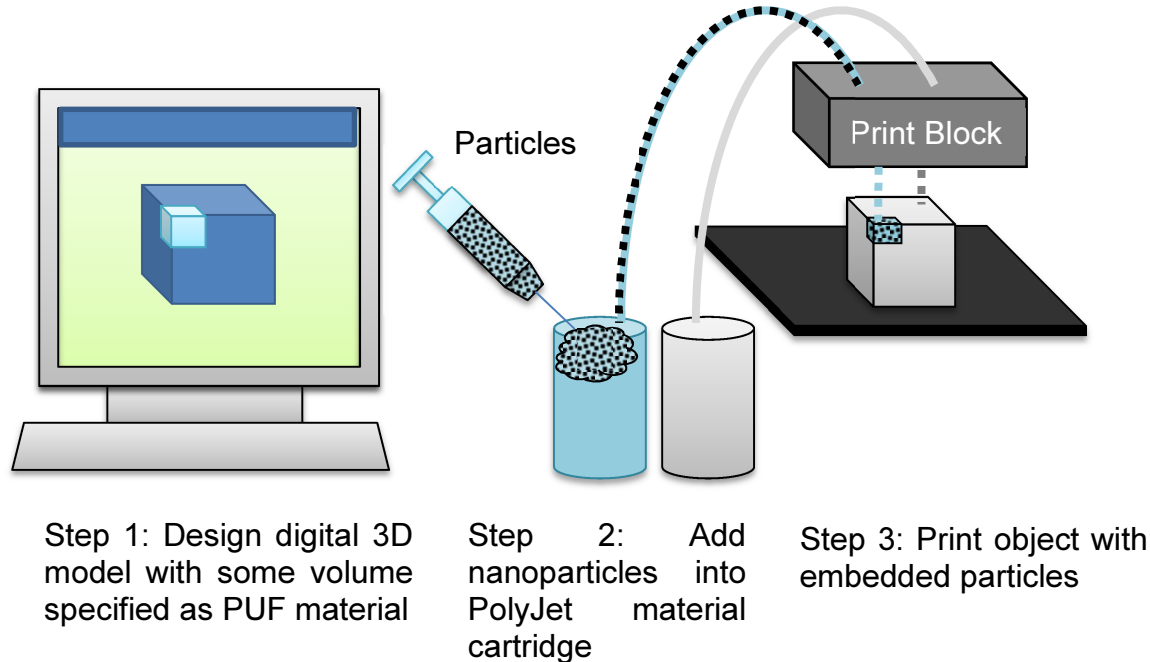 Particles
Print Block
Step 1: Design digital 3D
model with some volume
specified as PUF material
Step 2: Add
nanoparticles into
PolyJet material
cartridge
Step 3: Print object with
embedded particles